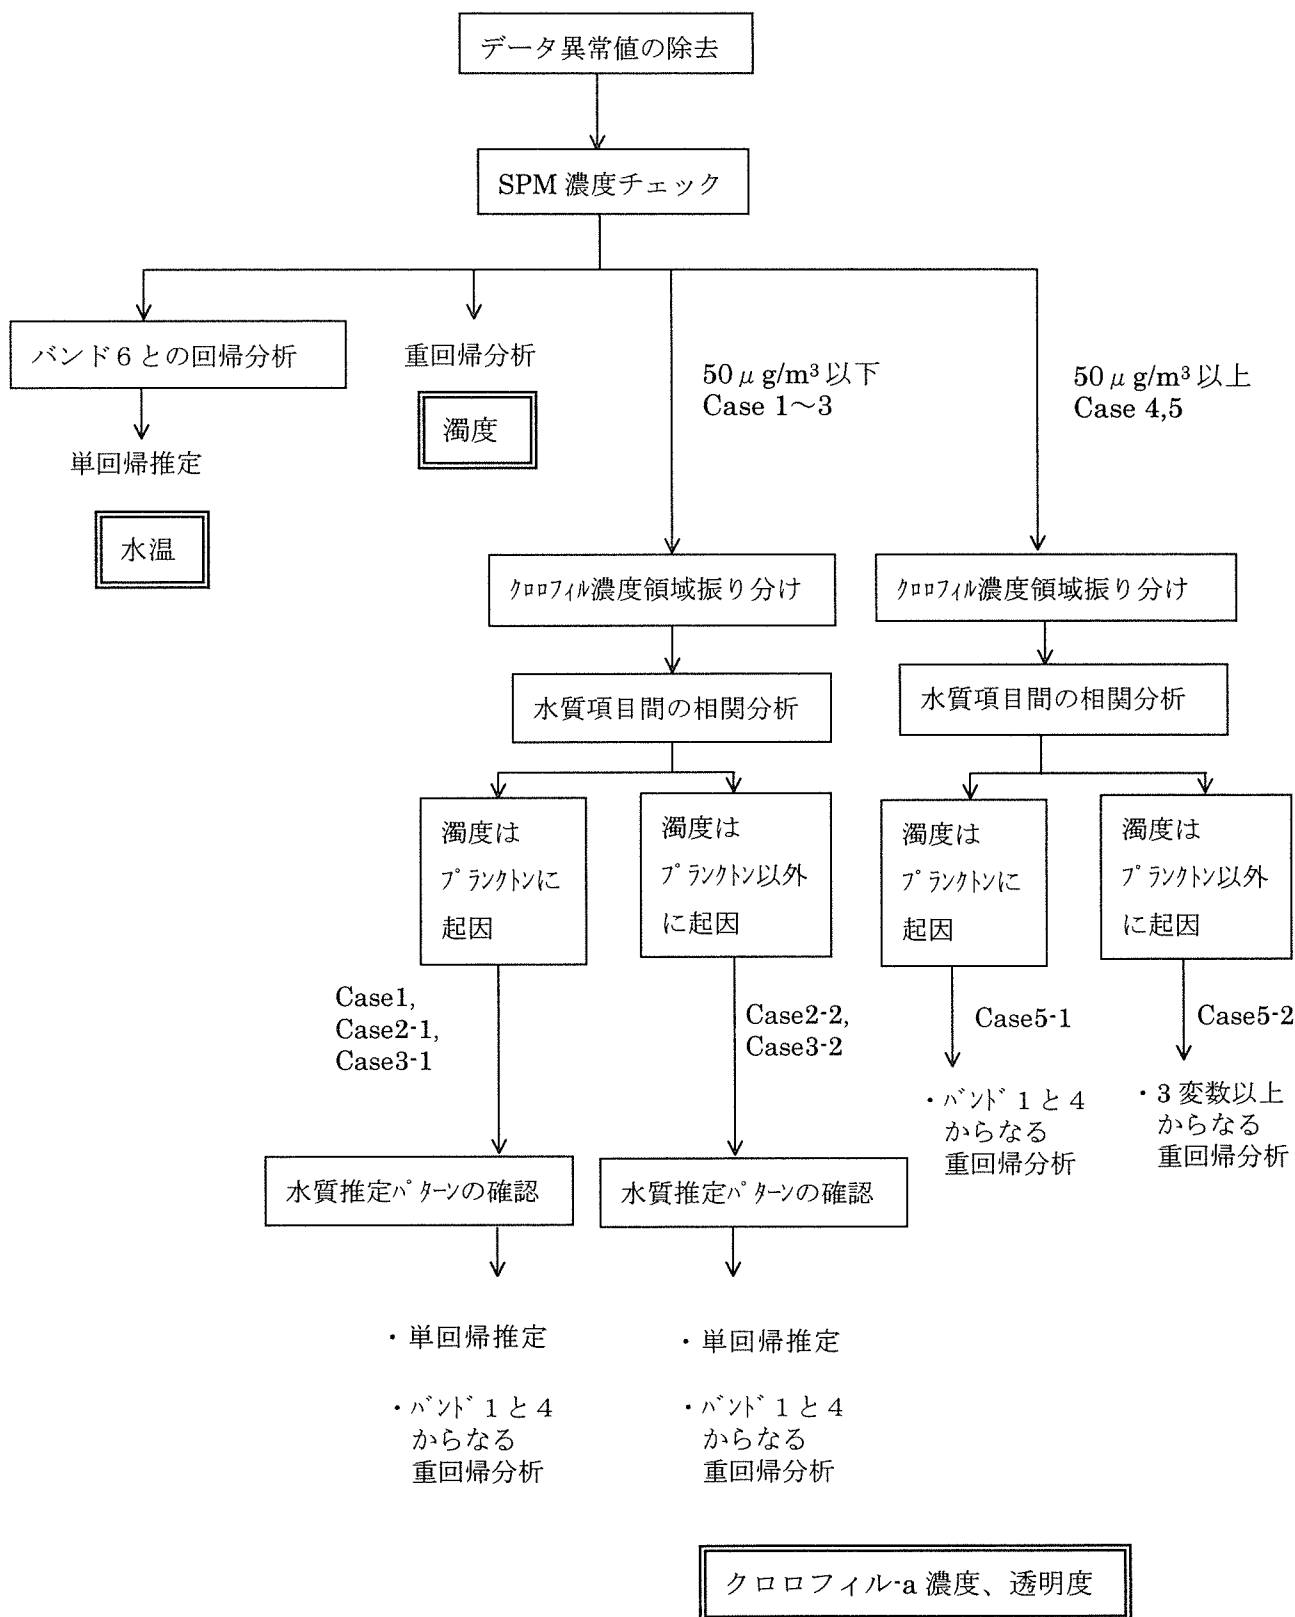 データ異常値の除去
SPM 濃度チェック
バンド６との回帰分析
単回帰推定
水温
重回帰分析
濁度
50μg/m³以下
Case 1～3
50μg/m³以上
Case 4,5
ｸﾛﾛﾌｨﾙ濃度領域振り分け
ｸﾛﾛﾌｨﾙ濃度領域振り分け
水質項目間の相関分析
水質項目間の相関分析
濁度は
ﾌﾟﾗﾝｸﾄﾝに
起因
濁度は
ﾌﾟﾗﾝｸﾄﾝ以外
に起因
濁度は
ﾌﾟﾗﾝｸﾄﾝに
起因
濁度は
ﾌﾟﾗﾝｸﾄﾝ以外
に起因
Case1,
Case2-1,
Case3-1
Case2-2,
Case3-2
Case5-1
Case5-2
・ﾊﾞﾝﾄﾞ１と４
からなる
重回帰分析
・3 変数以上
からなる
重回帰分析
水質推定ﾊﾟﾀｰﾝの確認
水質推定ﾊﾟﾀｰﾝの確認
・単回帰推定
・ﾊﾞﾝﾄﾞ１と４
からなる
重回帰分析
・単回帰推定
・ﾊﾞﾝﾄﾞ１と４
からなる
重回帰分析
クロロフィル-a 濃度、透明度